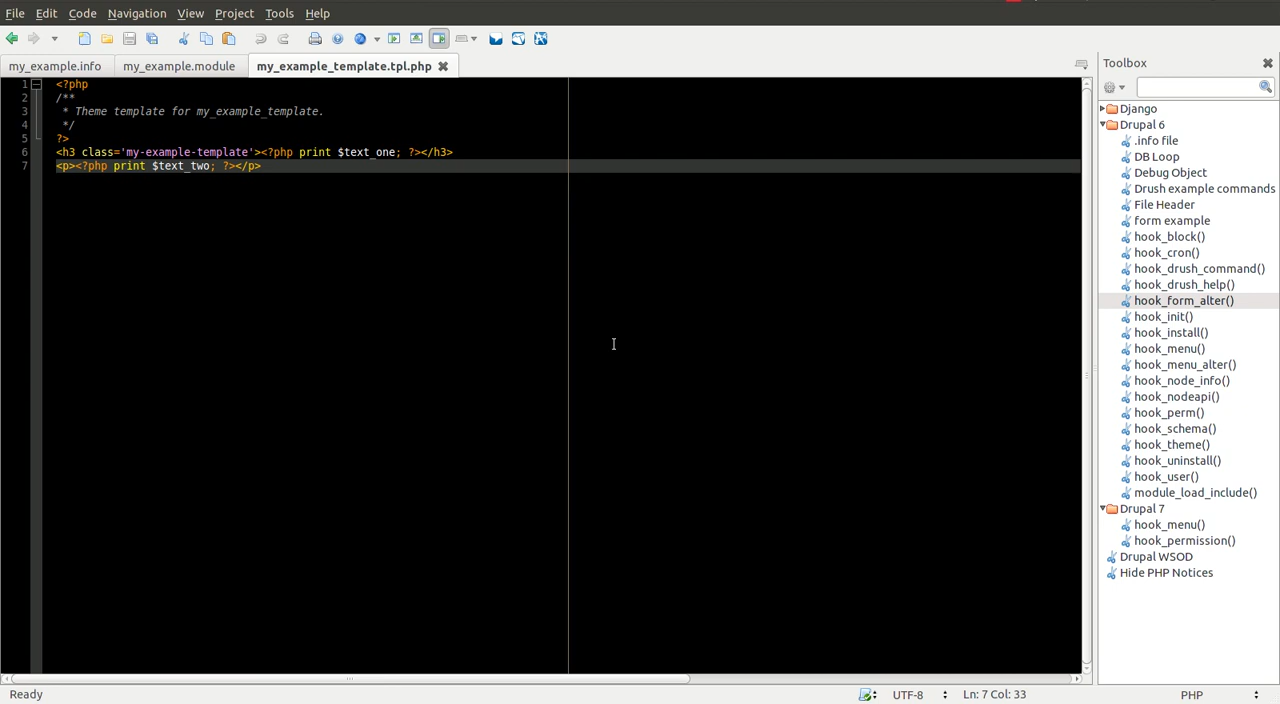 File Edit Code Navigation View Project Tools Help
my_example.info my_example.module my_example_template.tpl.php
1 <?php
2 /**
3 * Theme template for my_example_template.
4 */
5 ?>
6 <h3 class='my-example-template'><?php print $text_one; ?></h3>
7 <p><?php print $text_two; ?></p>
Toolbox
Django
Drupal 6
.info file
DB Loop
Debug Object
Drush example commands
File Header
form example
hook_block()
hook_cron()
hook_drush_command()
hook_drush_help()
hook_form_alter()
hook_init()
hook_install()
hook_menu()
hook_menu_alter()
hook_node_info()
hook_nodeapi()
hook_perm()
hook_schema()
hook_theme()
hook_uninstall()
hook_user()
module_load_include()
Drupal 7
hook_menu()
hook_permission()
Drupal WSOD
Hide PHP Notices
Ready UTF-8 Ln: 7 Col: 33 PHP